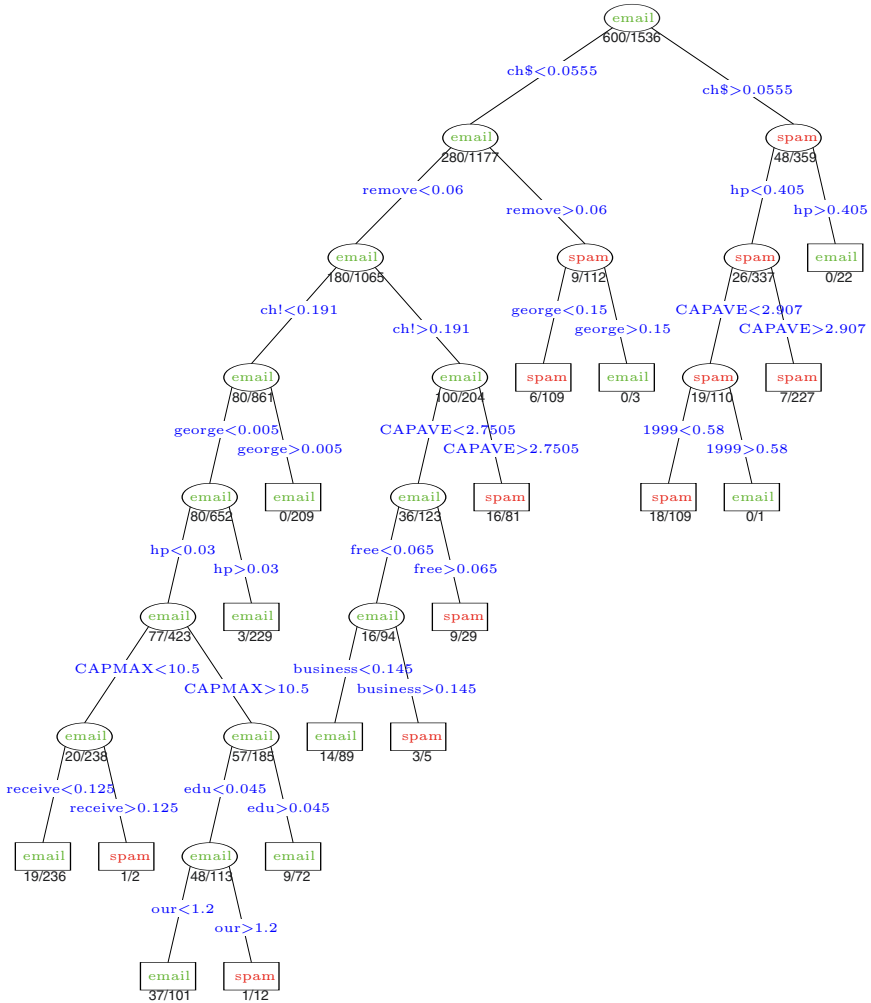 email
600/1536
ch$<0.0555
ch$>0.0555
email
280/1177
spam
48/359
remove<0.06
remove>0.06
hp<0.405
hp>0.405
email
180/1065
spam
9/112
spam
26/337
email
0/22
ch!<0.191
ch!>0.191
george<0.15
george>0.15
CAPAVE<2.907
CAPAVE>2.907
email
80/861
email
100/204
spam
6/109
email
0/3
spam
19/110
spam
7/227
george<0.005
george>0.005
CAPAVE<2.7505
CAPAVE>2.7505
1999<0.58
1999>0.58
email
80/652
email
0/209
email
36/123
spam
16/81
spam
18/109
email
0/1
hp<0.03
hp>0.03
free<0.065
free>0.065
email
77/423
email
3/229
email
16/94
spam
9/29
CAPMAX<10.5
CAPMAX>10.5
business<0.145
business>0.145
email
20/238
email
57/185
email
14/89
spam
3/5
receive<0.125
receive>0.125
edu<0.045
edu>0.045
email
19/236
spam
1/2
email
48/113
email
9/72
our<1.2
our>1.2
email
37/101
spam
1/12